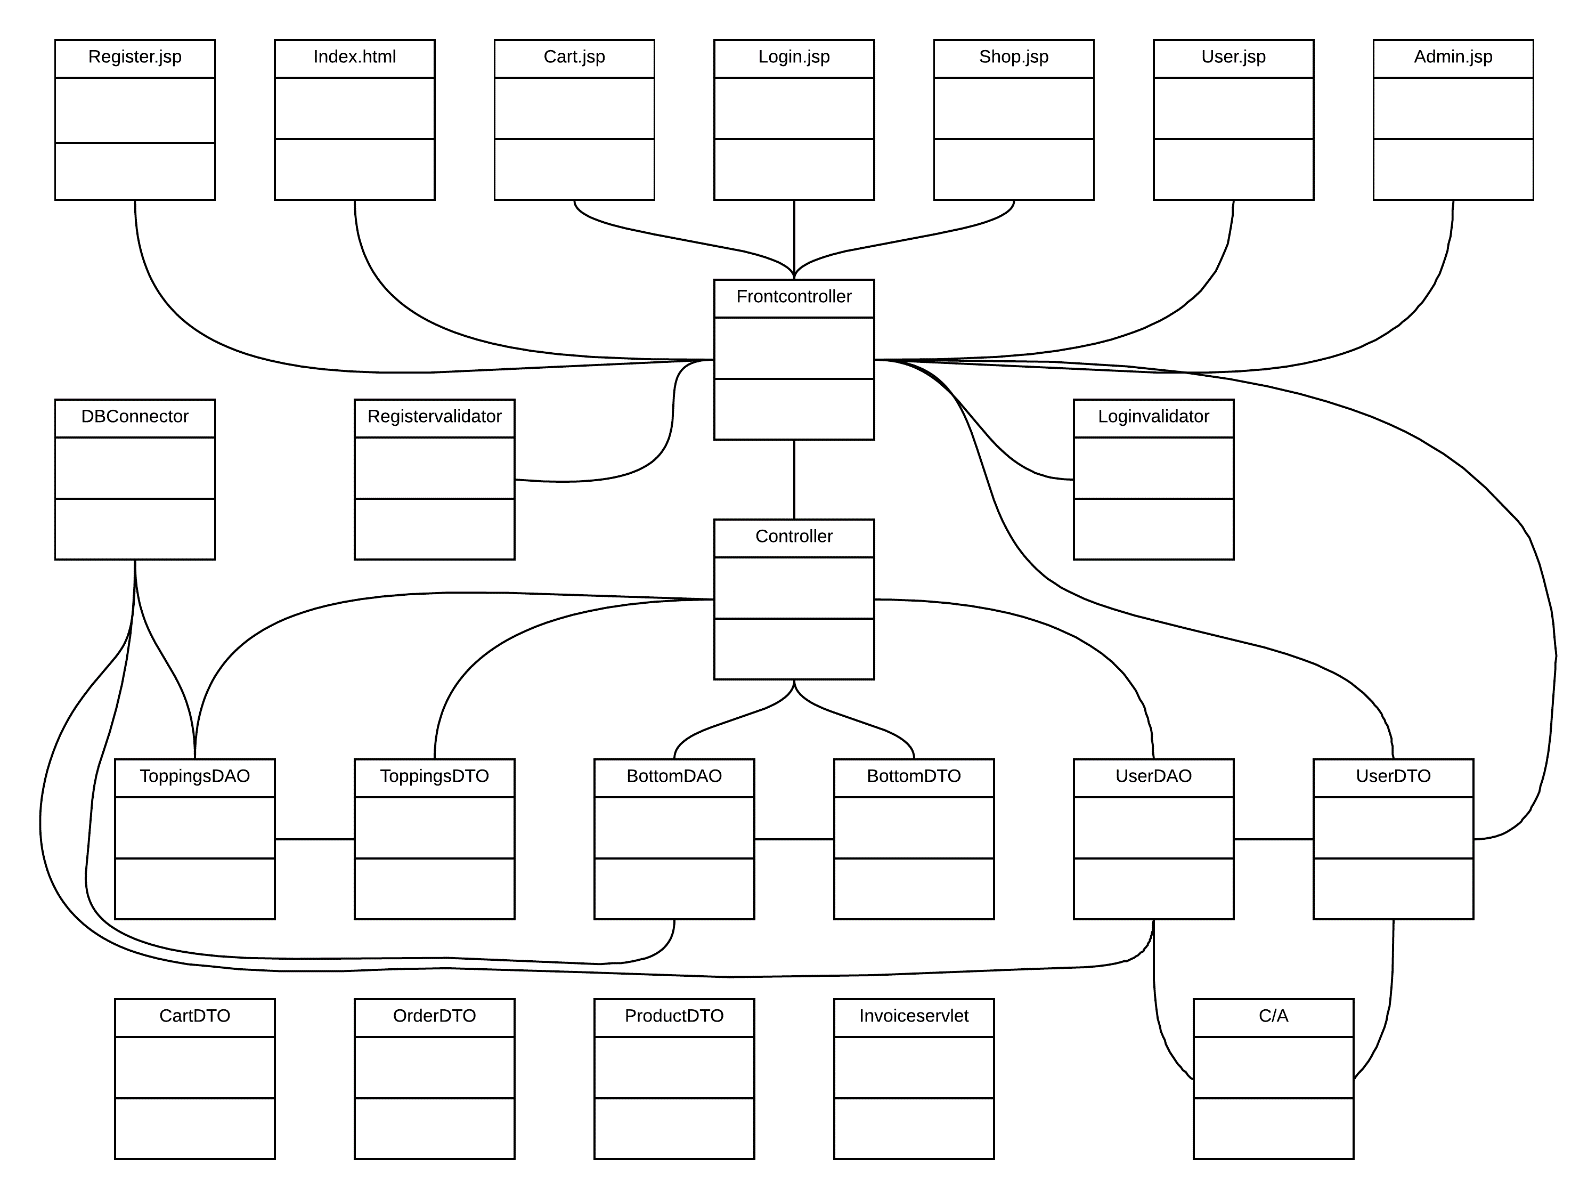 Register.jsp
Index.html
Cart.jsp
Login.jsp
Shop.jsp
User.jsp
Admin.jsp
Frontcontroller
DBConnector
Registervalidator
Loginvalidator
Controller
ToppingsDAO
ToppingsDTO
BottomDAO
BottomDTO
UserDAO
UserDTO
CartDTO
OrderDTO
ProductDTO
Invoiceservlet
C/A